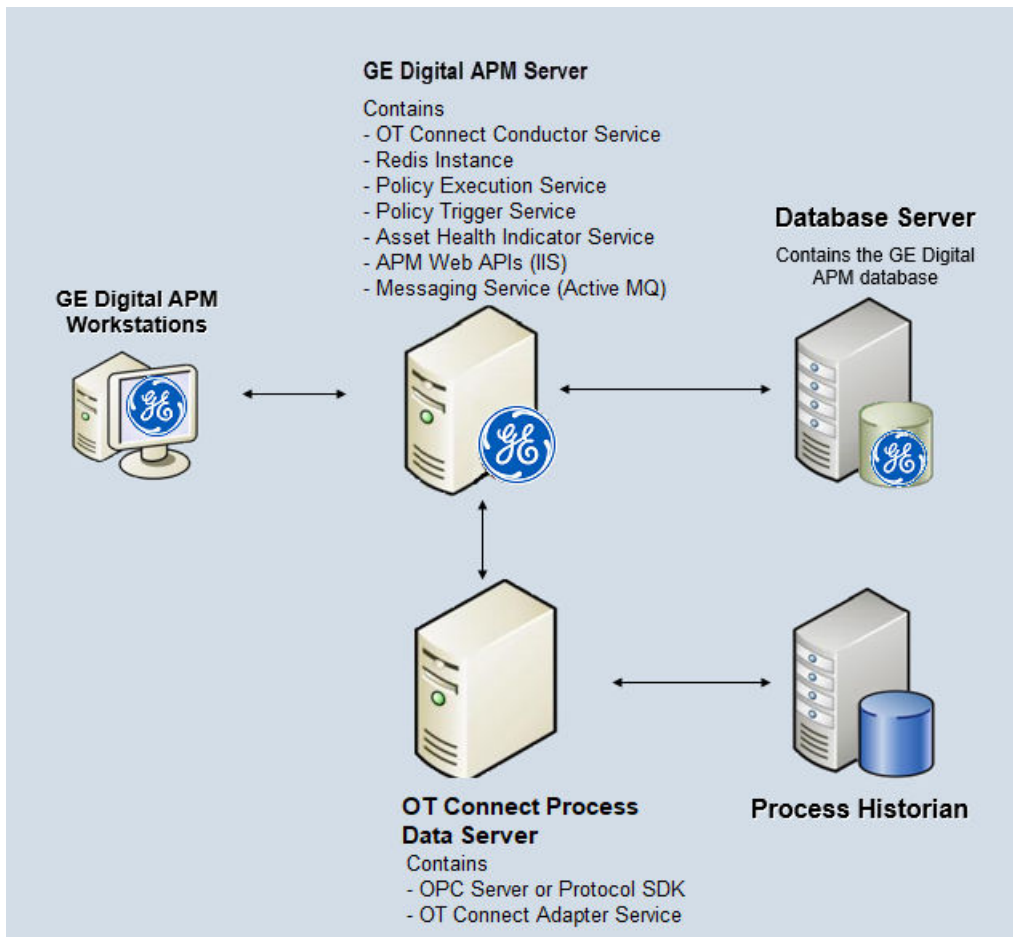 GE Digital APM Server
Contains
- OT Connect Conductor Service
- Redis Instance
- Policy Execution Service
- Policy Trigger Service
- Asset Health Indicator Service
- APM Web APIs (IIS)
- Messaging Service (Active MQ)
Database Server
Contains the GE Digital
APM database
GE Digital APM
Workstations
GE
GE
GE
OT Connect Process
Data Server
Contains
- OPC Server or Protocol SDK
- OT Connect Adapter Service
Process Historian